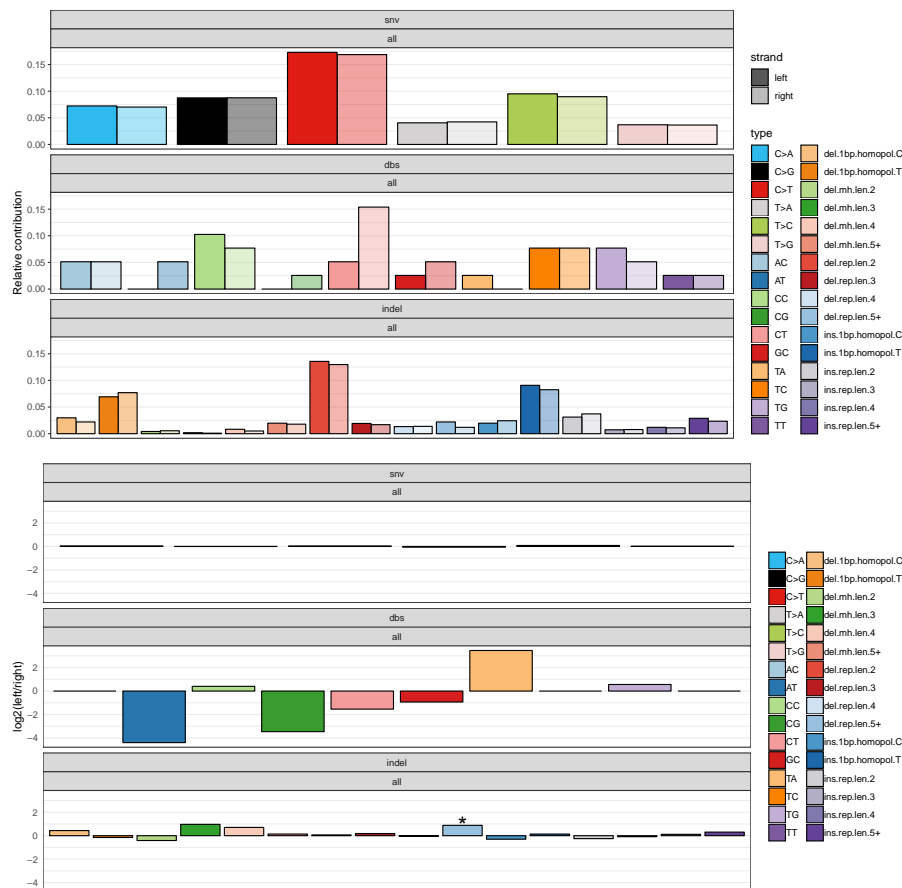 snv
all
0.15
0.10
0.05
0.00
dbs
all
0.15
0.10
0.05
0.00
indel
all
0.15
0.10
0.05
0.00
Relative contribution
strand
left
right
type
C>A del.1bp.homopol.C
C>G del.1bp.homopol.T
C>T del.mh.len.2
T>A del.mh.len.3
T>C del.mh.len.4
T>G del.mh.len.5+
AC del.rep.len.2
AT del.rep.len.3
CC del.rep.len.4
CG del.rep.len.5+
CT ins.1bp.homopol.C
GC ins.1bp.homopol.T
TA ins.rep.len.2
TC ins.rep.len.3
TG ins.rep.len.4
TT ins.rep.len.5+
snv
all
2
0
−2
−4
dbs
all
2
0
−2
−4
indel
all
*
2
0
−2
−4
log2(left/right)
C>A del.1bp.homopol.C
C>G del.1bp.homopol.T
C>T del.mh.len.2
T>A del.mh.len.3
T>C del.mh.len.4
T>G del.mh.len.5+
AC del.rep.len.2
AT del.rep.len.3
CC del.rep.len.4
CG del.rep.len.5+
CT ins.1bp.homopol.C
GC ins.1bp.homopol.T
TA ins.rep.len.2
TC ins.rep.len.3
TG ins.rep.len.4
TT ins.rep.len.5+